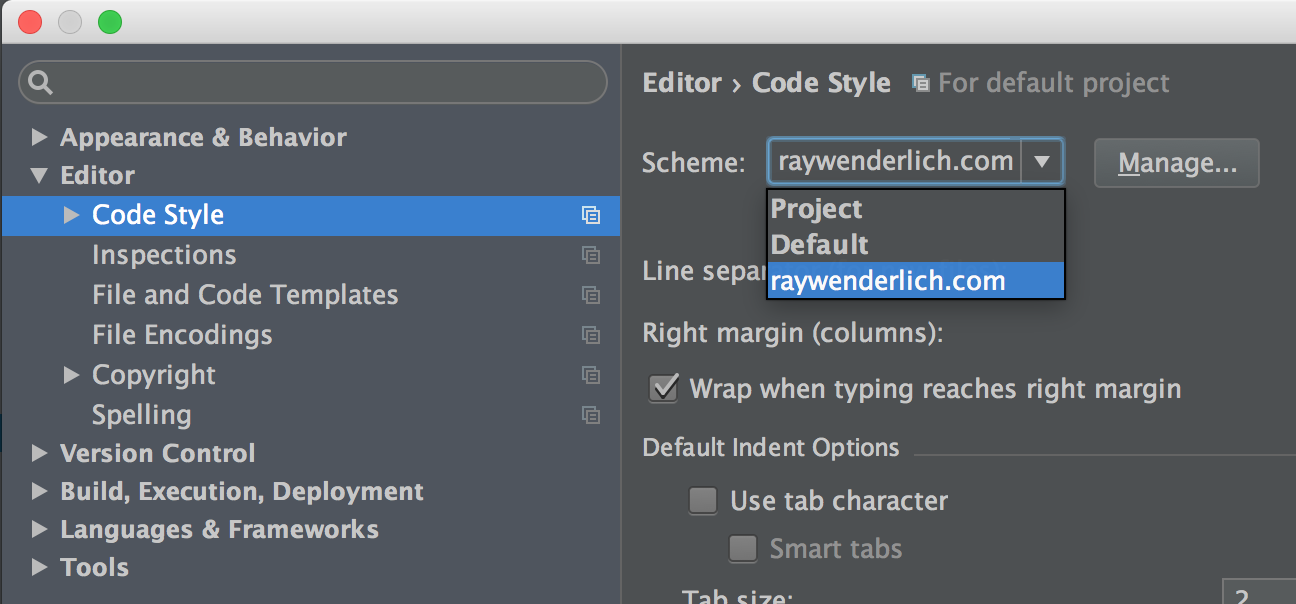 Appearance & Behavior
Editor
Code Style
Inspections
File and Code Templates
File Encodings
Copyright
Spelling
Version Control
Build, Execution, Deployment
Languages & Frameworks
Tools
Editor › Code Style For default project
Scheme: raywenderlich.com Manage...
Project
Default
raywenderlich.com
Line
Right margin (columns):
Wrap when typing reaches right margin
Default Indent Options
Use tab character
Smart tabs
Tab size: 2